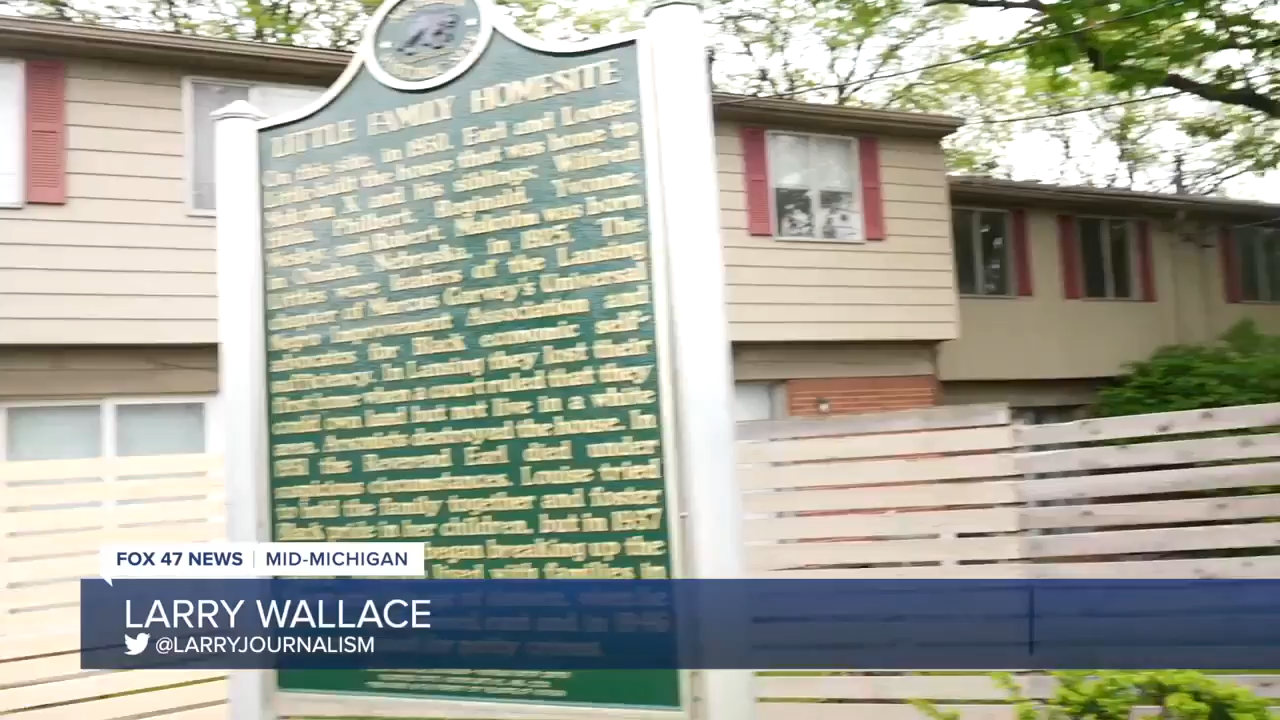 LITTLE FAMILY HOMESITE
On this site, in 1930, Earl and Louise
Little built the house that was home to
Malcolm X and his siblings: Wilfred,
Hilda, Philbert, Reginald, Yvonne,
Wesley, and Robert. Malcolm was born
in Omaha, Nebraska, in 1925. The
Littles were leaders of the Lansing
chapter of Marcus Garvey's Universal
Negro Improvement Association and
advocates for Black economic self-
sufficiency. In Lansing they lost their
first home when a court ruled that they
could own land but not live in a white
area. Arsonists destroyed the house. In
1931 the Reverend Earl died under
suspicious circumstances. Louise tried
to hold the family together and foster
Black pride in her children, but in 1937
began breaking up the
lived with families in
FOX 47 NEWS | MID-MICHIGAN
LARRY WALLACE
@LARRYJOURNALISM